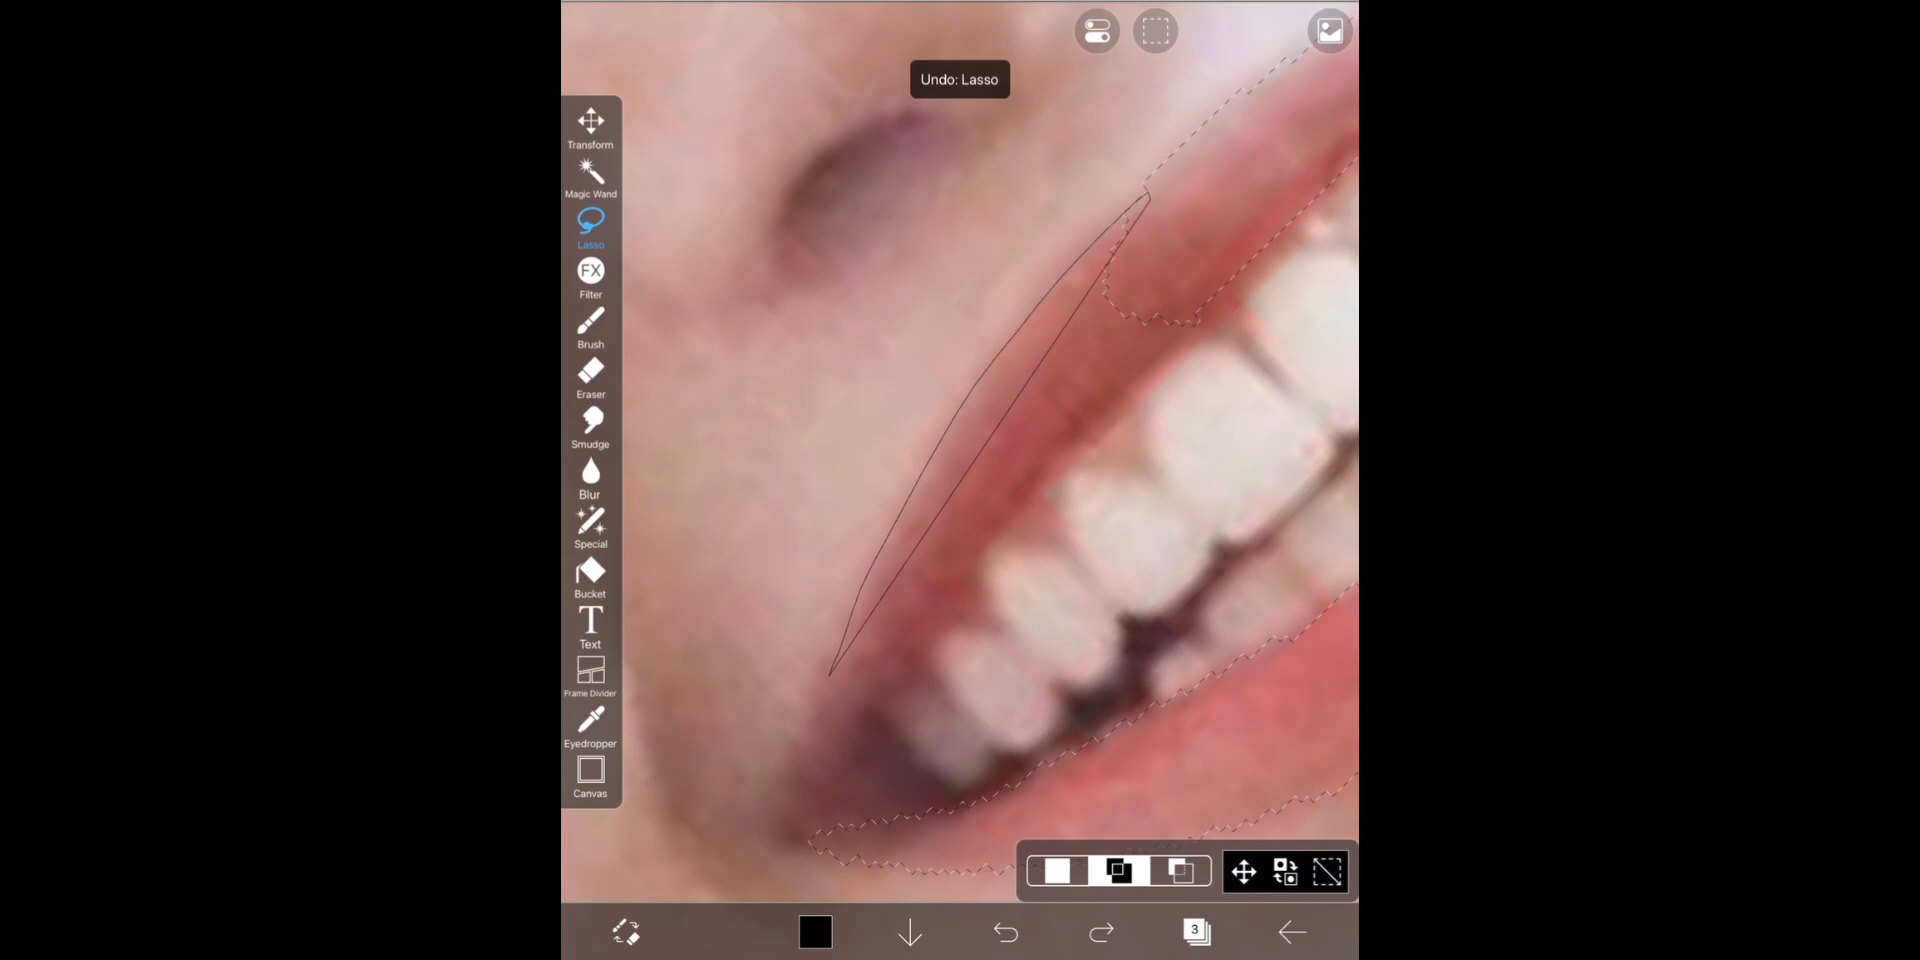 Undo: Lasso
Transform
Magic Wand
Lasso
FX
Filter
Brush
Eraser
Smudge
Blur
Special
Bucket
T
Text
Frame Divider
Eyedropper
Canvas
3